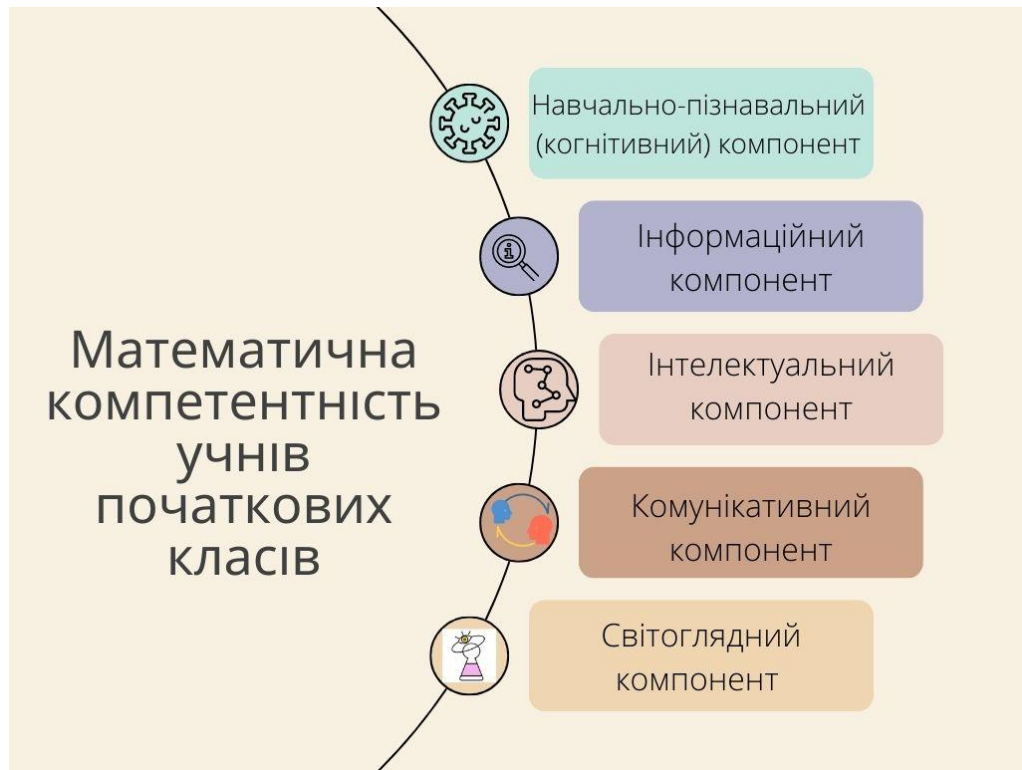 Математична
компетентність
учнів
початкових
класів
Навчально-пізнавальний
(когнітивний) компонент
Інформаційний
компонент
Інтелектуальний
компонент
Комунікативний
компонент
Світоглядний
компонент